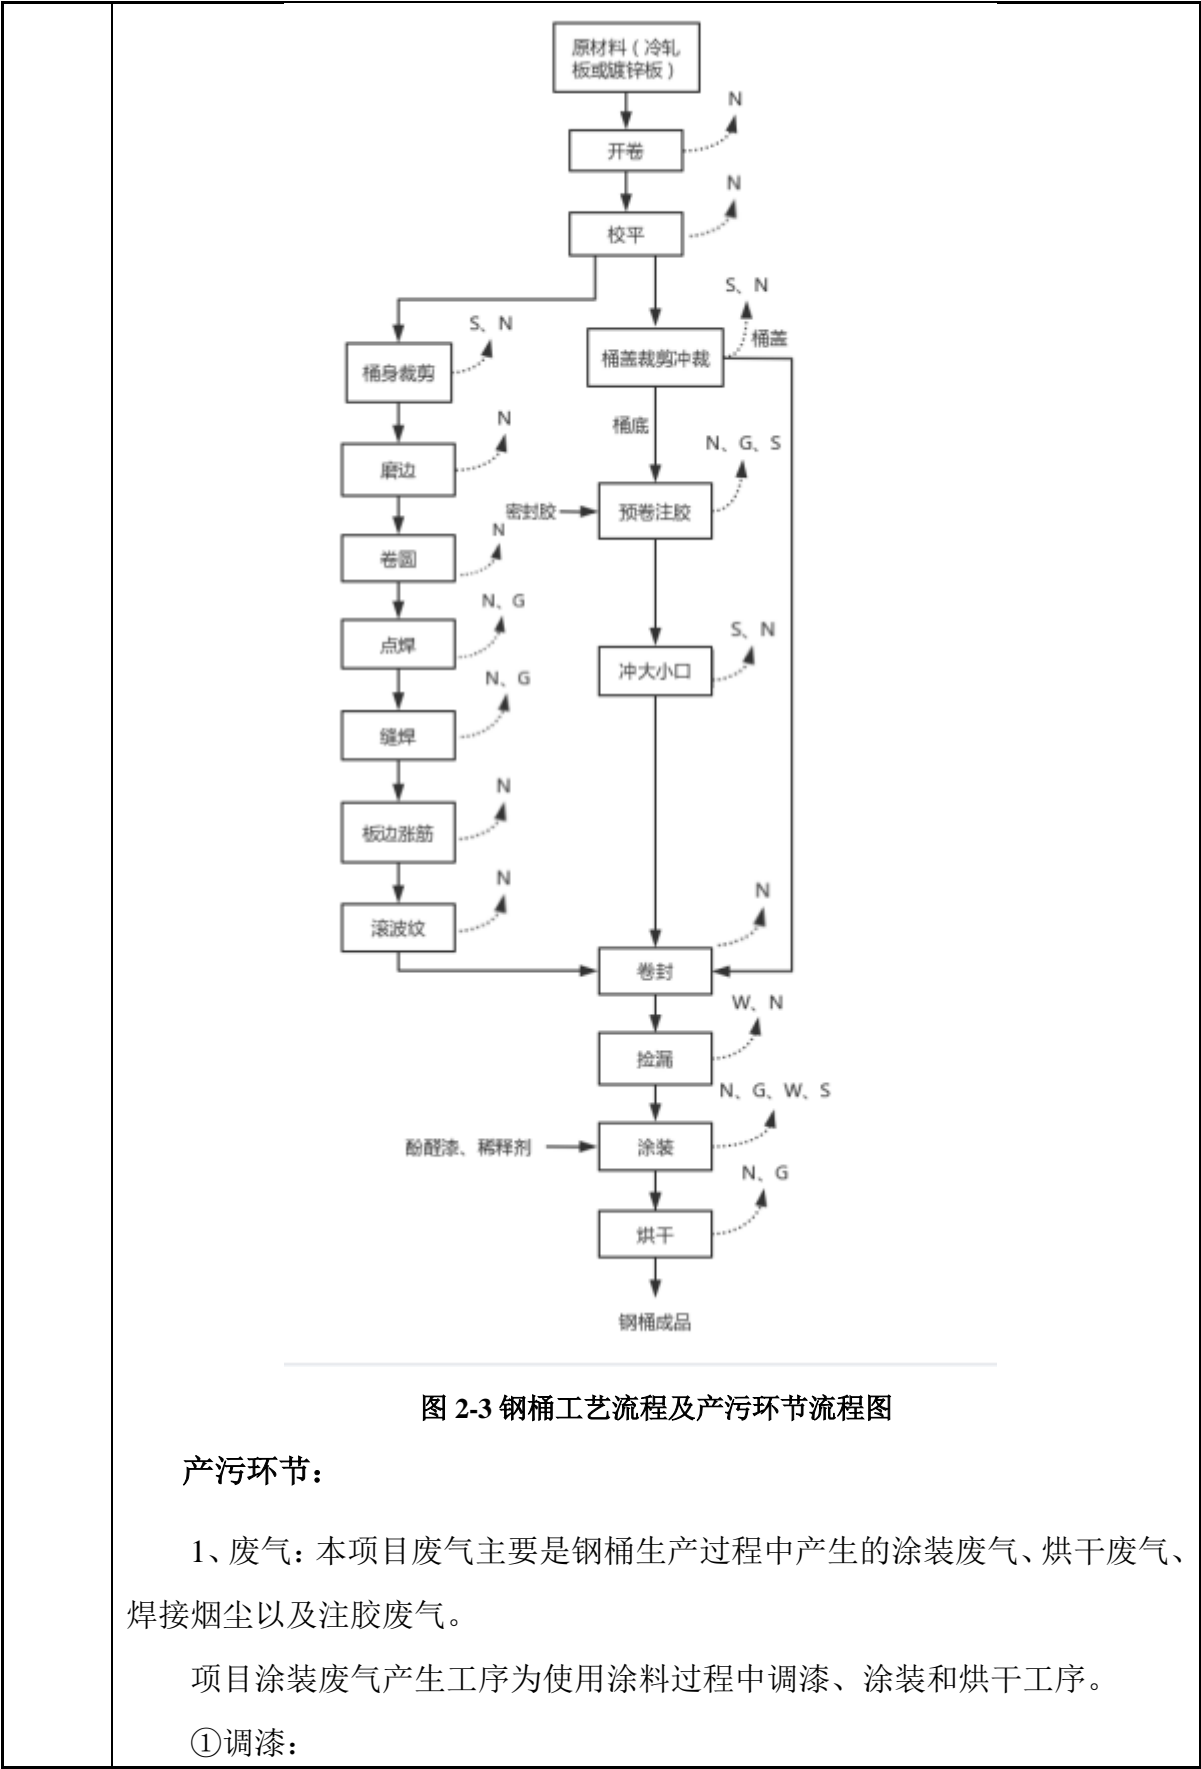 原材料（冷轧
板或镀锌板）
N
开卷
N
校平
S、N
桶盖
桶盖裁剪冲裁
S、N
桶身裁剪
桶底
N
磨边
N、G、S
密封胶
预卷注胶
N
卷圆
N、G
点焊
S、N
冲大小口
N、G
缝焊
N
板边涨筋
N
滚波纹
N
卷封
W、N
捡漏
N、G、W、S
酚醛漆、稀释剂
涂装
N、G
烘干
钢桶成品
图 2-3 钢桶工艺流程及产污环节流程图
产污环节：
1、废气：本项目废气主要是钢桶生产过程中产生的涂装废气、烘干废气、
焊接烟尘以及注胶废气。
项目涂装废气产生工序为使用涂料过程中调漆、涂装和烘干工序。
①调漆：